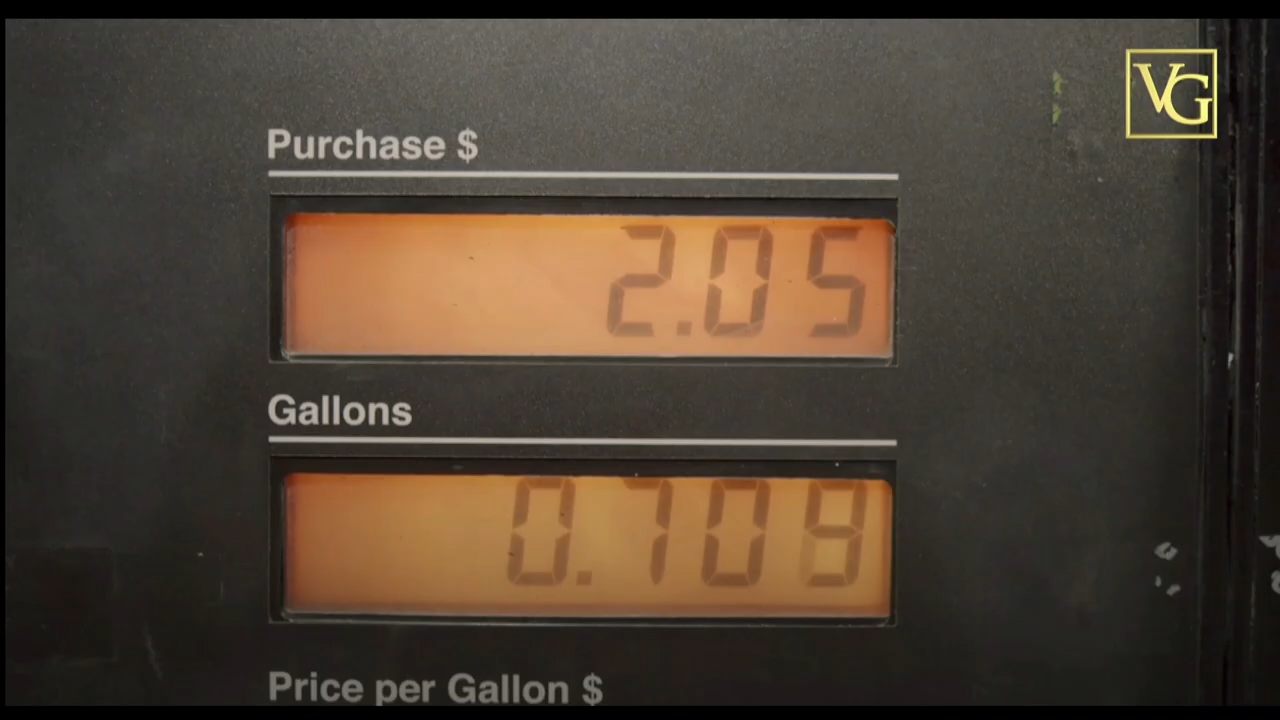 VG
Purchase $
2.05
Gallons
0.708
Price per Gallon $